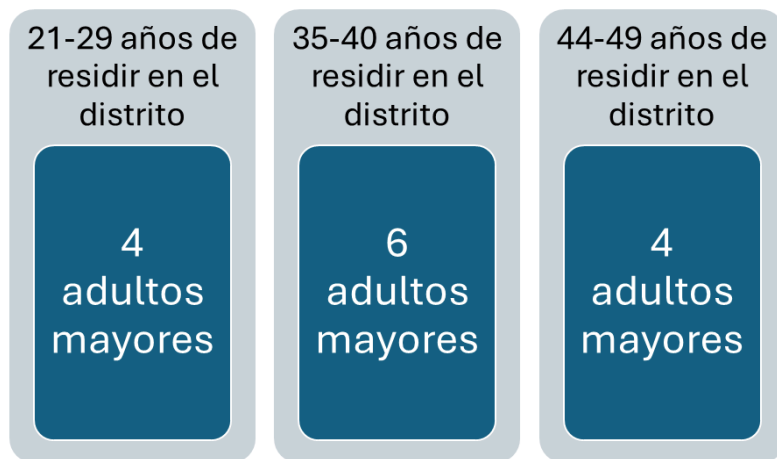 21-29 años de
residir en el
distrito
4
adultos
mayores
35-40 años de
residir en el
distrito
6
adultos
mayores
44-49 años de
residir en el
distrito
4
adultos
mayores